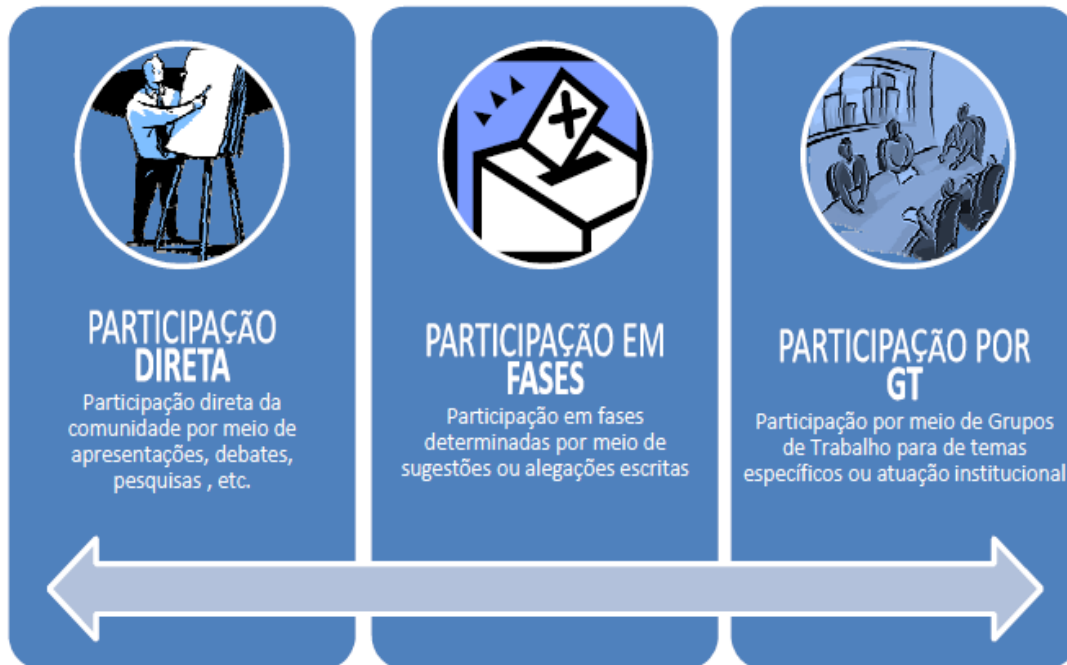 PARTICIPAÇÃO
DIRETA
Participação direta da
comunidade por meio de
apresentações, debates,
pesquisas , etc.
PARTICIPAÇÃO EM
FASES
Participação em fases
determinadas por meio de
sugestões ou alegações escritas
PARTICIPAÇÃO POR
GT
Participação por meio de Grupos
de Trabalho para de temas
específicos ou atuação institucional